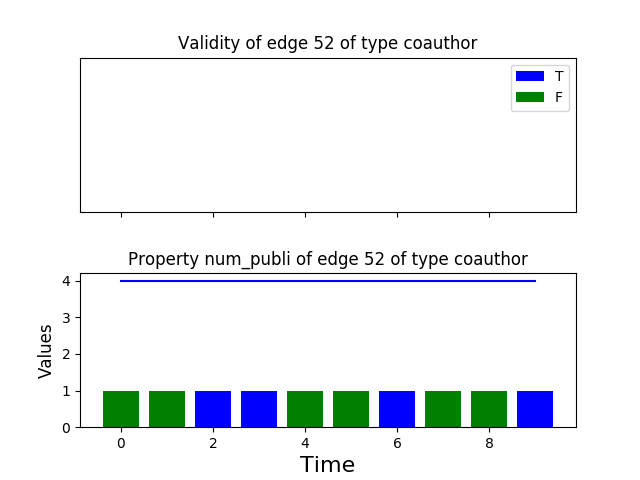 Validity of edge 52 of type coauthor
T
F
Property num_publi of edge 52 of type coauthor
4
3
2
1
0
Values
0 2 4 6 8
Time